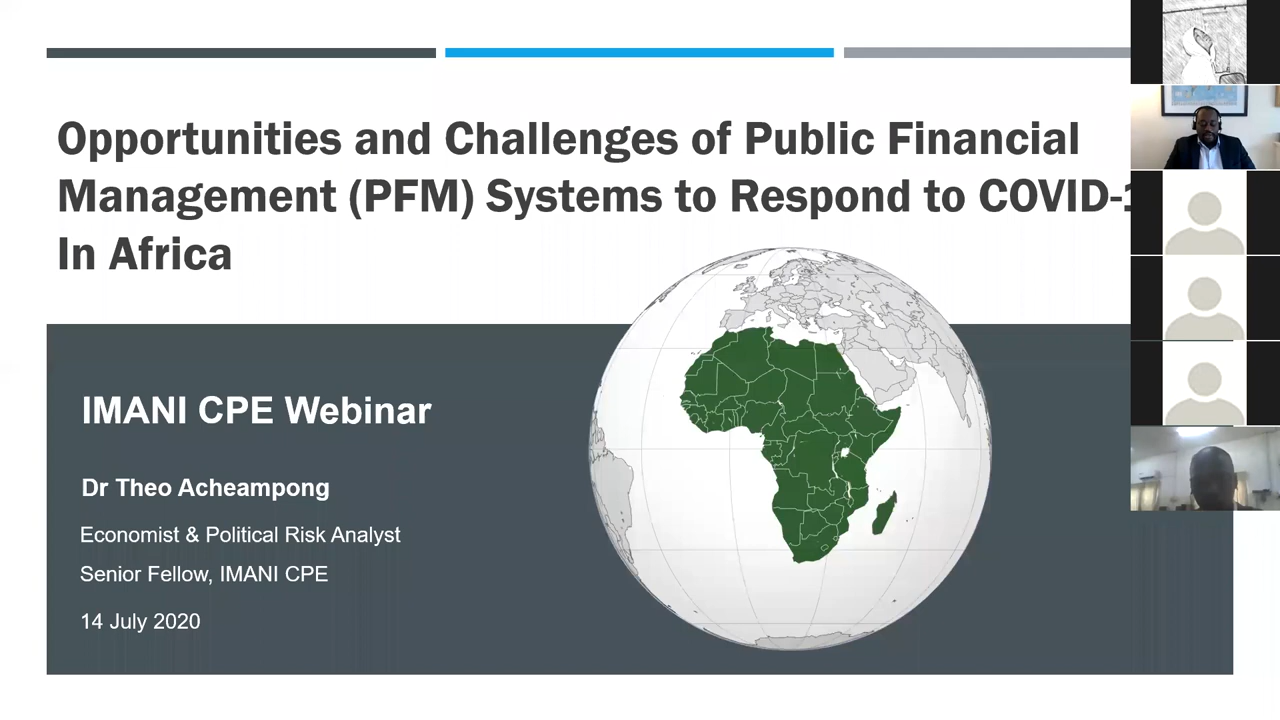 Opportunities and Challenges of Public Financial
Management (PFM) Systems to Respond to COVID-1
In Africa
IMANI CPE Webinar
Dr Theo Acheampong
Economist & Political Risk Analyst
Senior Fellow, IMANI CPE
14 July 2020